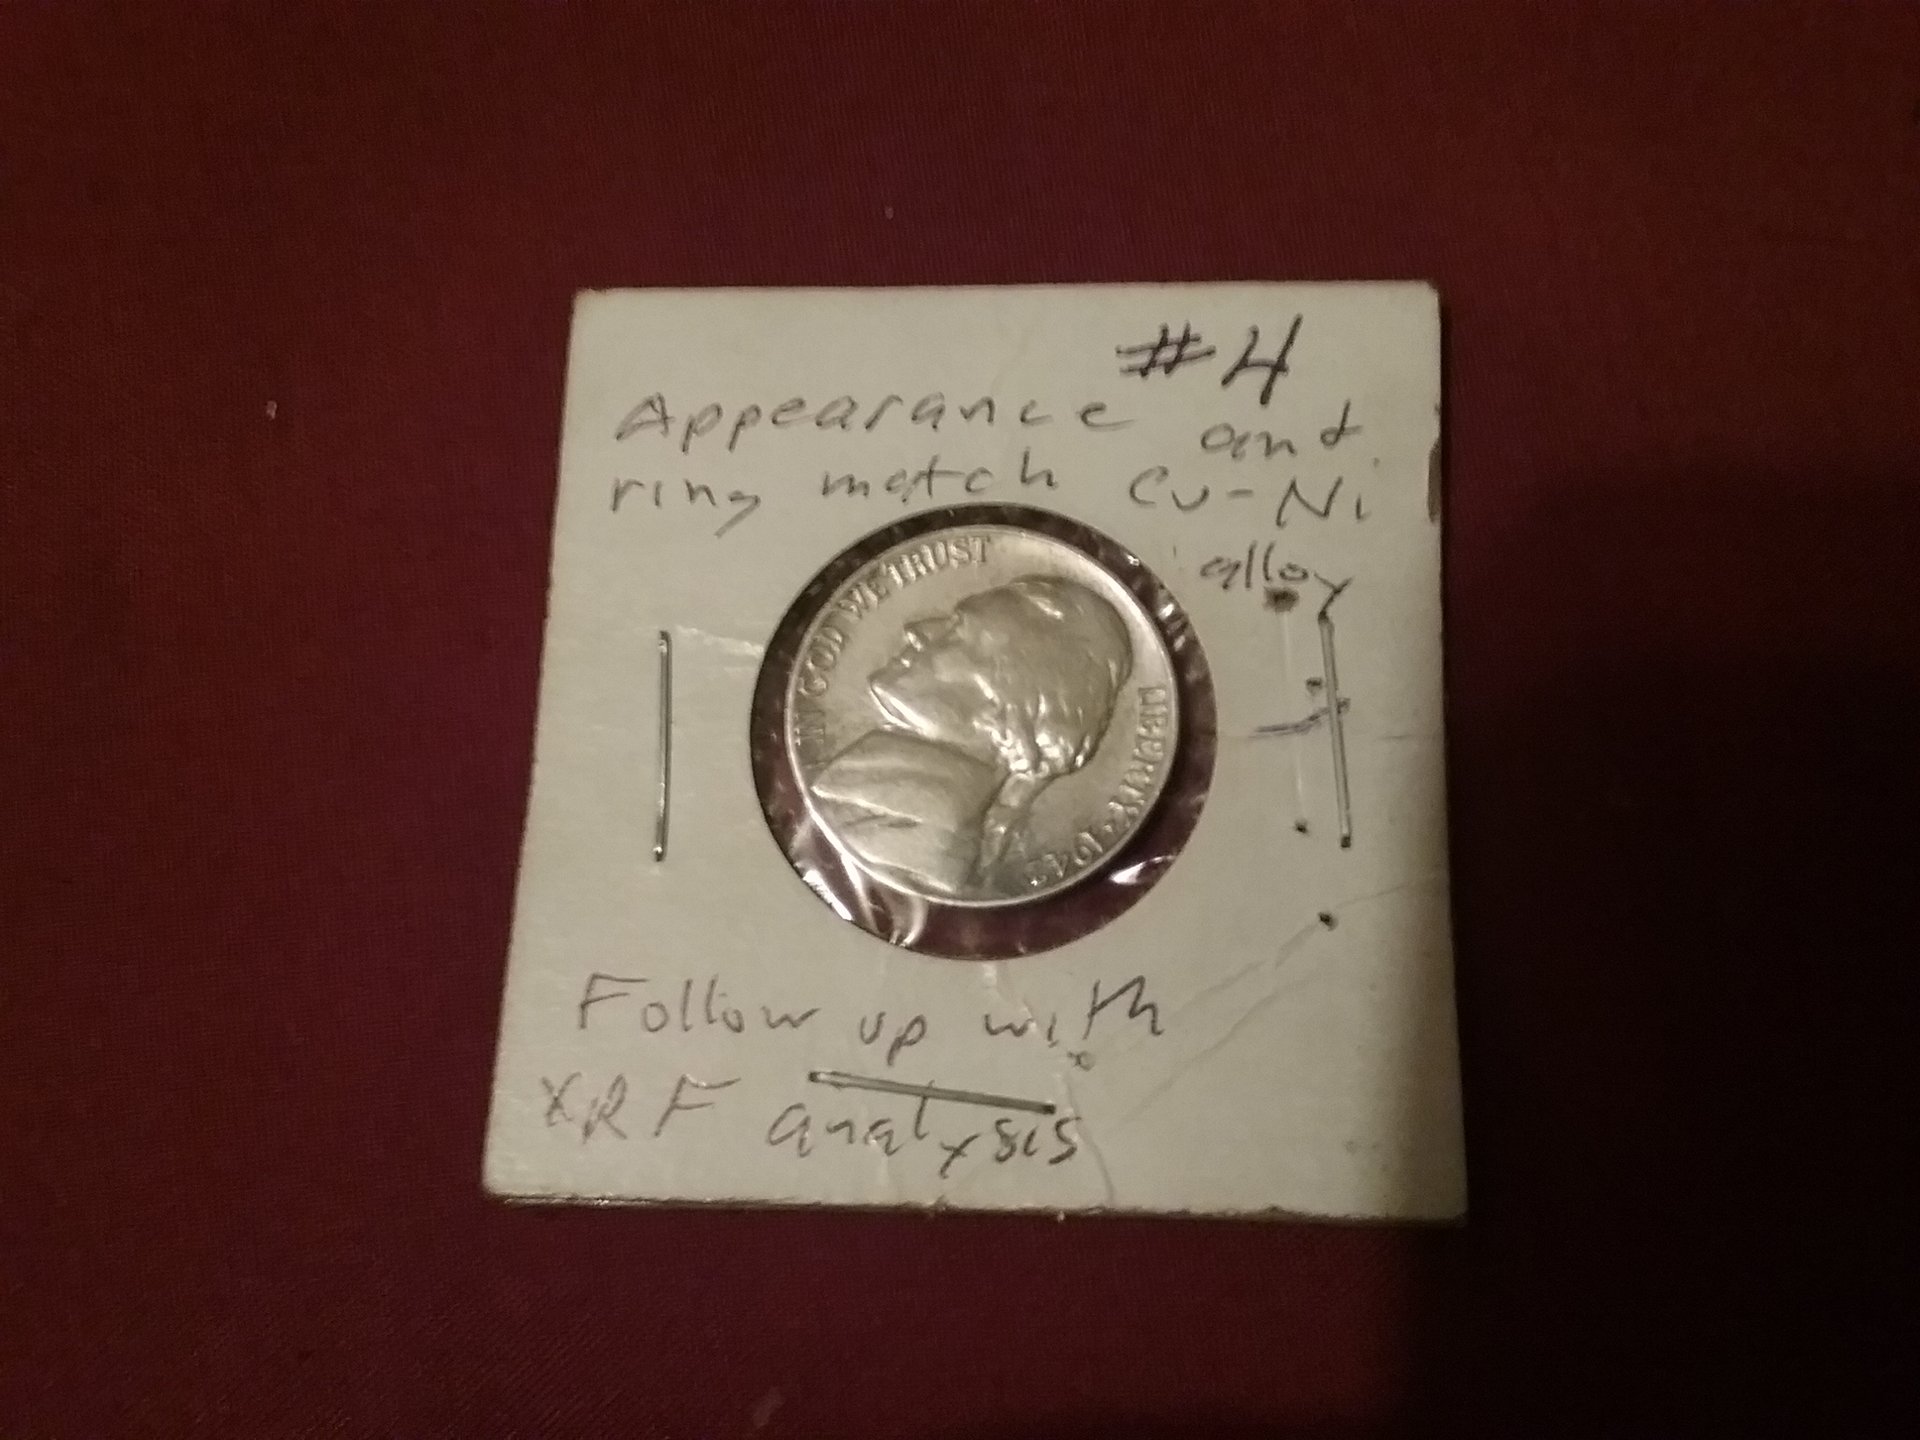 #4
Appearance and
ring match Cu-Ni
alloy
IN GOD WE TRUST
LIBERTY
Follow up with
XRF analysis